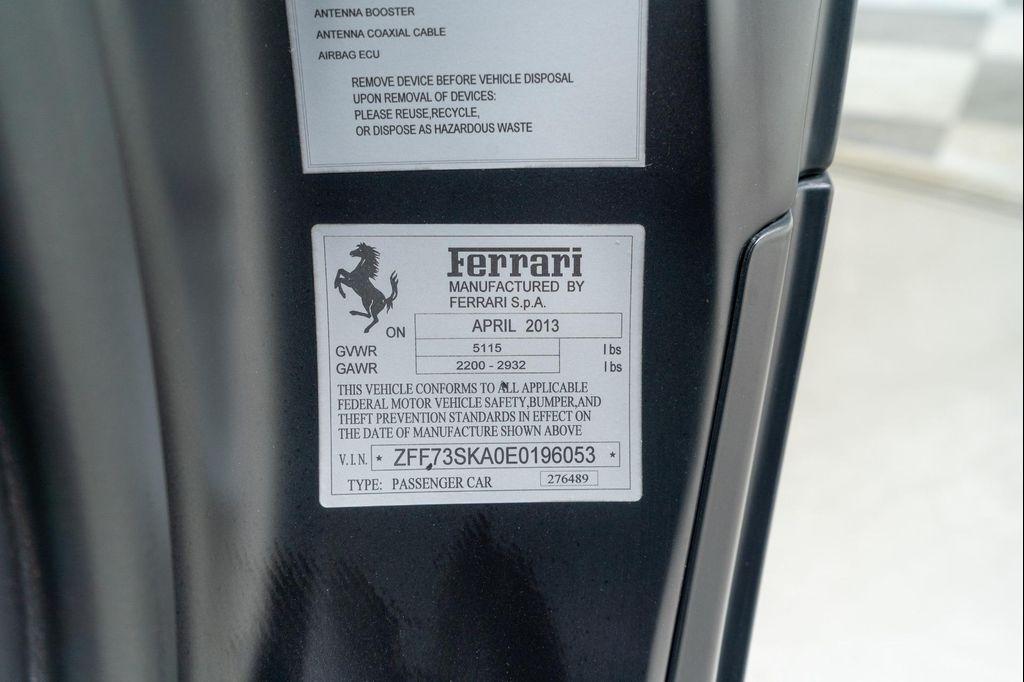 ANTENNA BOOSTER
ANTENNA COAXIAL CABLE
AIRBAG ECU
REMOVE DEVICE BEFORE VEHICLE DISPOSAL
UPON REMOVAL OF DEVICES:
PLEASE REUSE,RECYCLE,
OR DISPOSE AS HAZARDOUS WASTE
Ferrari
MANUFACTURED BY
FERRARI S.p.A.
ON APRIL 2013
GVWR 5115 lbs
GAWR 2200 - 2932 lbs
THIS VEHICLE CONFORMS TO ALL APPLICABLE
FEDERAL MOTOR VEHICLE SAFETY,BUMPER,AND
THEFT PREVENTION STANDARDS IN EFFECT ON
THE DATE OF MANUFACTURE SHOWN ABOVE
V.I.N. * ZFF73SKA0E0196053 *
TYPE: PASSENGER CAR 276489